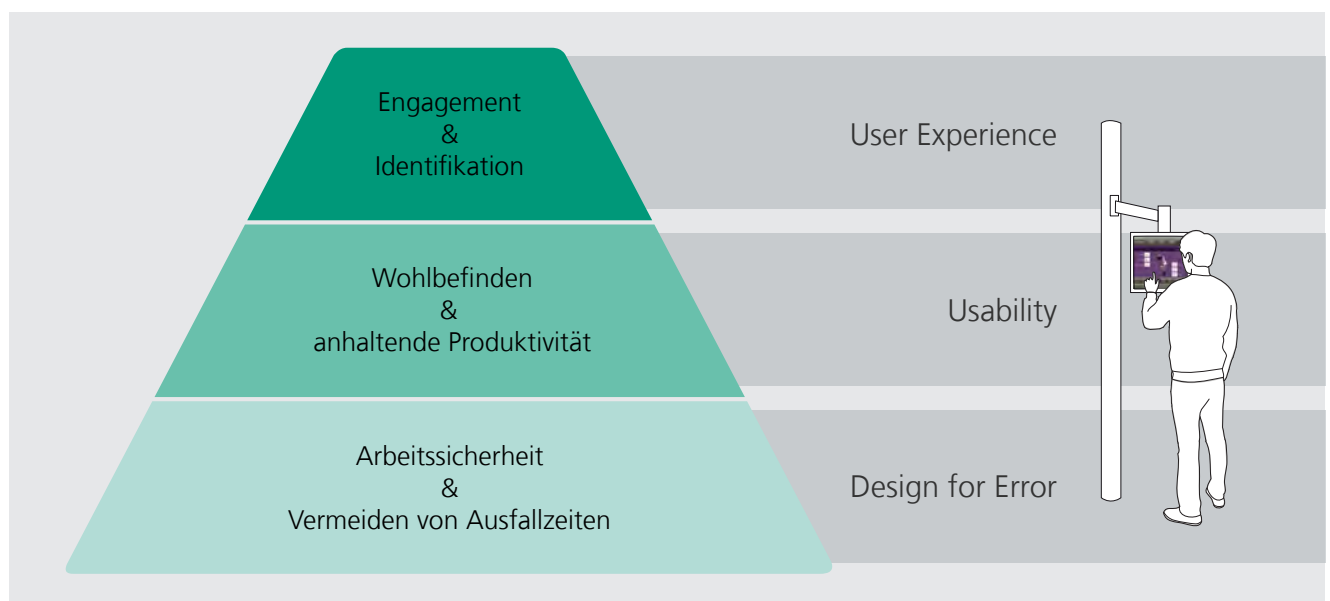 Engagement
&
Identifikation
User Experience
Wohlbefinden
&
anhaltende Produktivität
Usability
Arbeitssicherheit
&
Vermeiden von Ausfallzeiten
Design for Error